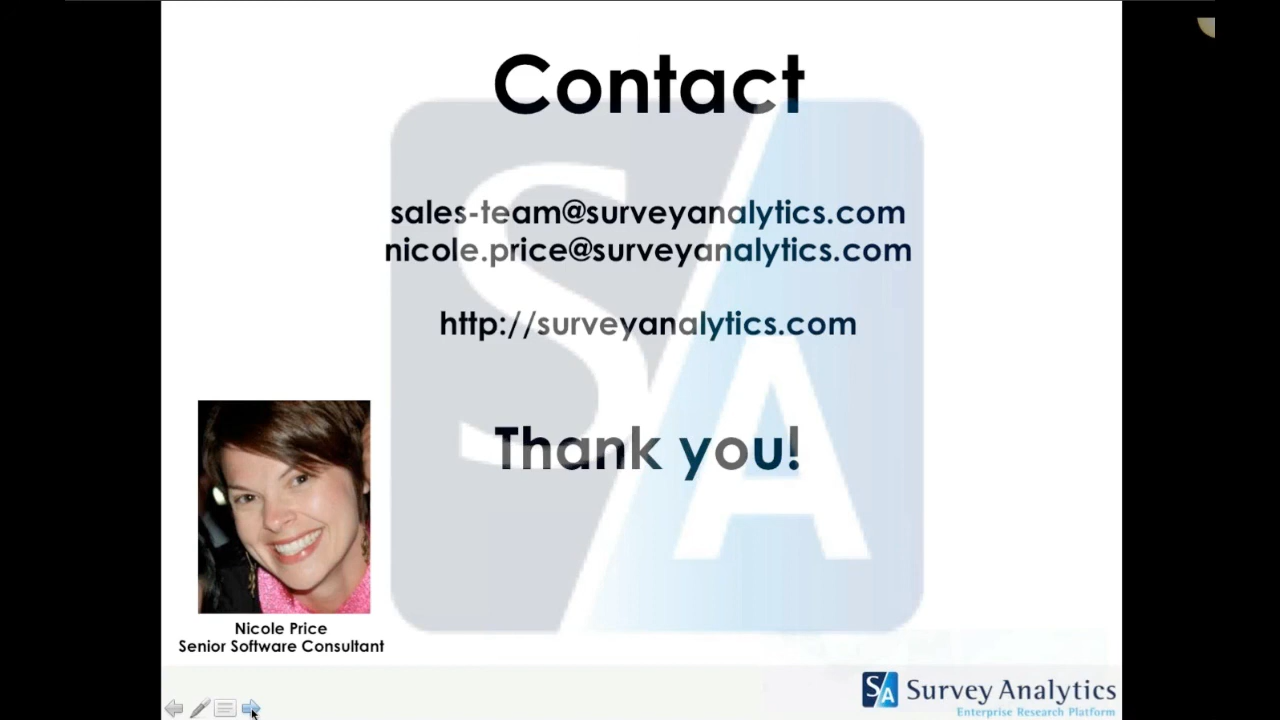 Contact
sales-team@surveyanalytics.com
nicole.price@surveyanalytics.com
http://surveyanalytics.com
Thank you!
S
A
Nicole Price
Senior Software Consultant
S/A Survey Analytics
Enterprise Research Platform